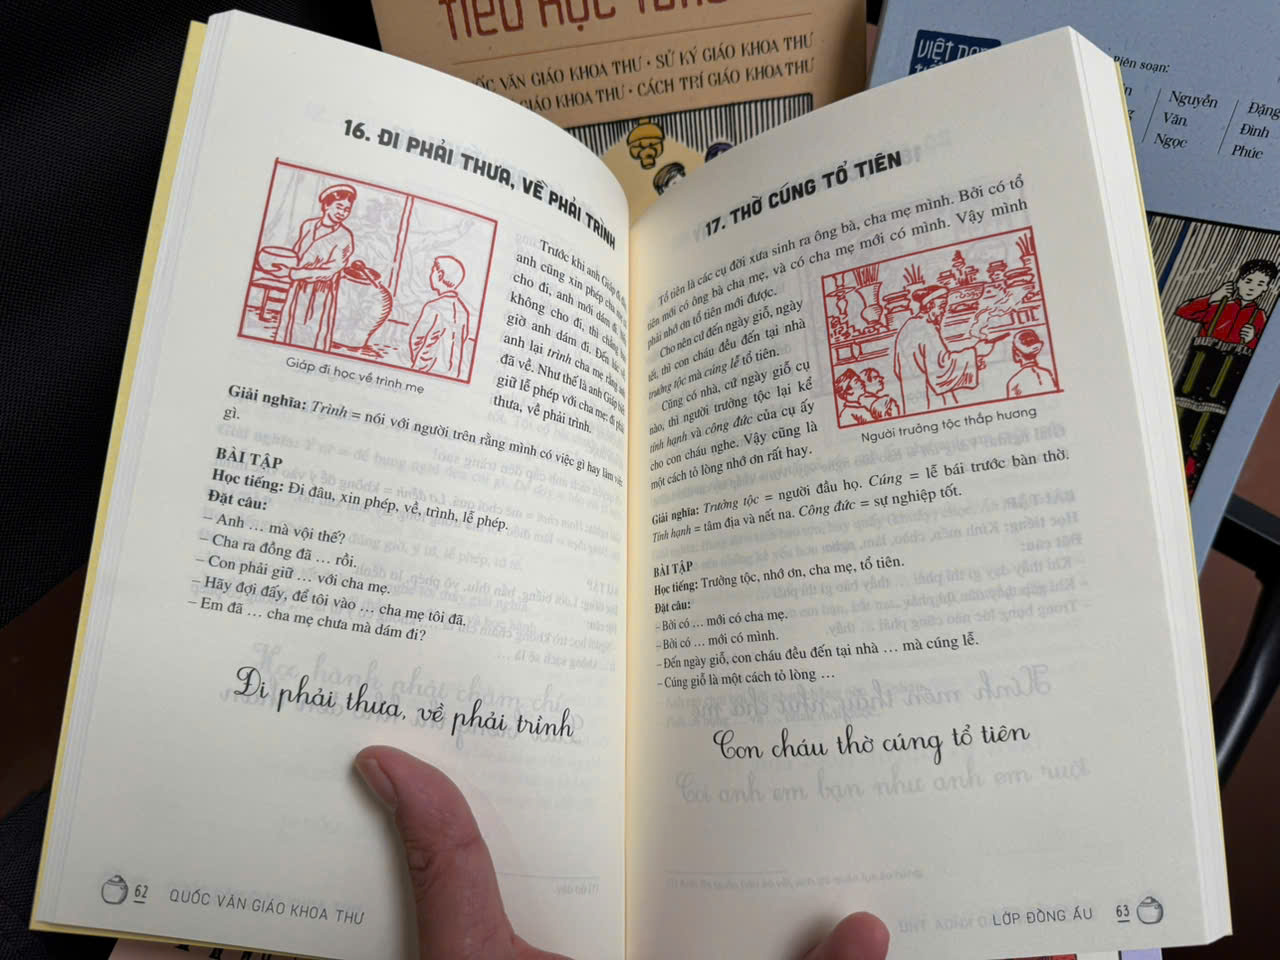 TIỂU HỌC TÙNG
QUỐC VĂN GIÁO KHOA THƯ • SỬ KÝ GIÁO KHOA THƯ
GIÁO KHOA THƯ • CÁCH TRÍ GIÁO KHOA THƯ
VIỆT NAM
Biên soạn:
Nguyễn
Văn
Ngọc
Đặng
Đình
Phúc
16. ĐI PHẢI THƯA, VỀ PHẢI TRÌNH
Trước khi anh Giáp đi đâu
anh cũng xin phép cha mẹ
cho đi, anh mới dám đi.
không cho đi, thì chẳng
giờ anh dám đi. Đến lúc về
anh lại trình cha mẹ rằng
đã về. Như thế là anh Giáp
giữ lễ phép với cha mẹ: đi phải
thưa, về phải trình.
Giáp đi học về trình mẹ
Giải nghĩa: Trình = nói với người trên rằng mình có việc gì hay làm việc
gì.
BÀI TẬP
Học tiếng: Đi đâu, xin phép, về, trình, lễ phép.
Đặt câu:
– Anh … mà vội thế?
– Cha ra đồng đã … rồi.
– Con phải giữ … với cha mẹ.
– Hãy đợi đấy, để tôi vào … cha mẹ tôi đã.
– Em đã … cha mẹ chưa mà dám đi?
Đi phải thưa, về phải trình
62 QUỐC VĂN GIÁO KHOA THƯ
17. THỜ CÚNG TỔ TIÊN
Tổ tiên là các cụ đời xưa sinh ra ông bà, cha mẹ mình. Bởi có tổ
tiên mới có ông bà cha mẹ, và có cha mẹ mới có mình. Vậy mình
phải nhớ ơn tổ tiên mới được.
Cho nên cứ đến ngày giỗ, ngày
tết, thì con cháu đều đến tại nhà
trưởng tộc mà cúng lễ tổ tiên.
Cũng có nhà, cứ ngày giỗ cụ
nào, thì người trưởng tộc lại kể
tính hạnh và công đức của cụ ấy
cho con cháu nghe. Vậy cũng là
một cách tỏ lòng nhớ ơn rất hay.
Người trưởng tộc thắp hương
Giải nghĩa: Trưởng tộc = người đầu họ. Cúng = lễ bái trước bàn thờ.
Tính hạnh = tâm địa và nết na. Công đức = sự nghiệp tốt.
BÀI TẬP
Học tiếng: Trưởng tộc, nhớ ơn, cha mẹ, tổ tiên.
Đặt câu:
– Bởi có … mới có cha mẹ.
– Bởi có … mới có mình.
– Đến ngày giỗ, con cháu đều đến tại nhà … mà cúng lễ.
– Cúng giỗ là một cách tỏ lòng …
Con cháu thờ cúng tổ tiên
LỚP ĐỒNG ẤU 63